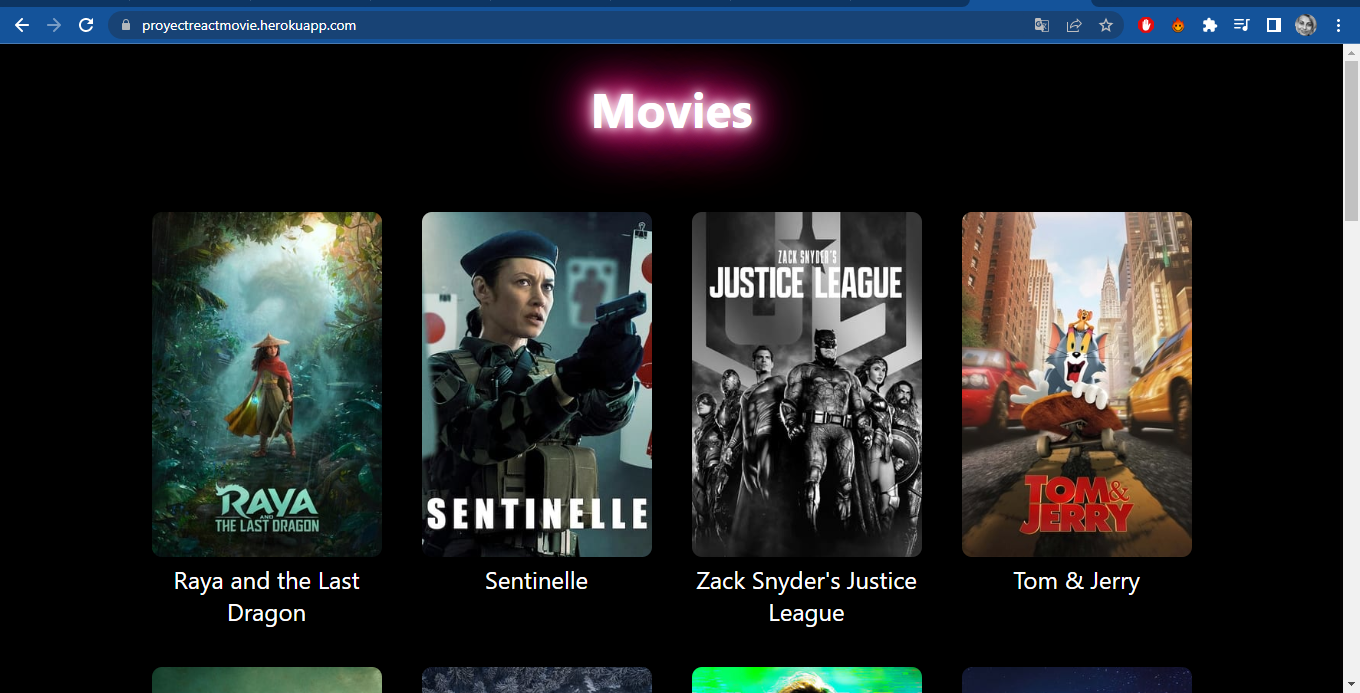 proyectreactmovie.herokuapp.com
Movies
RAYA
AND
THE LAST DRAGON
SENTINELLE
ZACK SNYDER'S
JUSTICE LEAGUE
TOM &
JERRY
Raya and the Last
Dragon
Sentinelle
Zack Snyder's Justice
League
Tom & Jerry